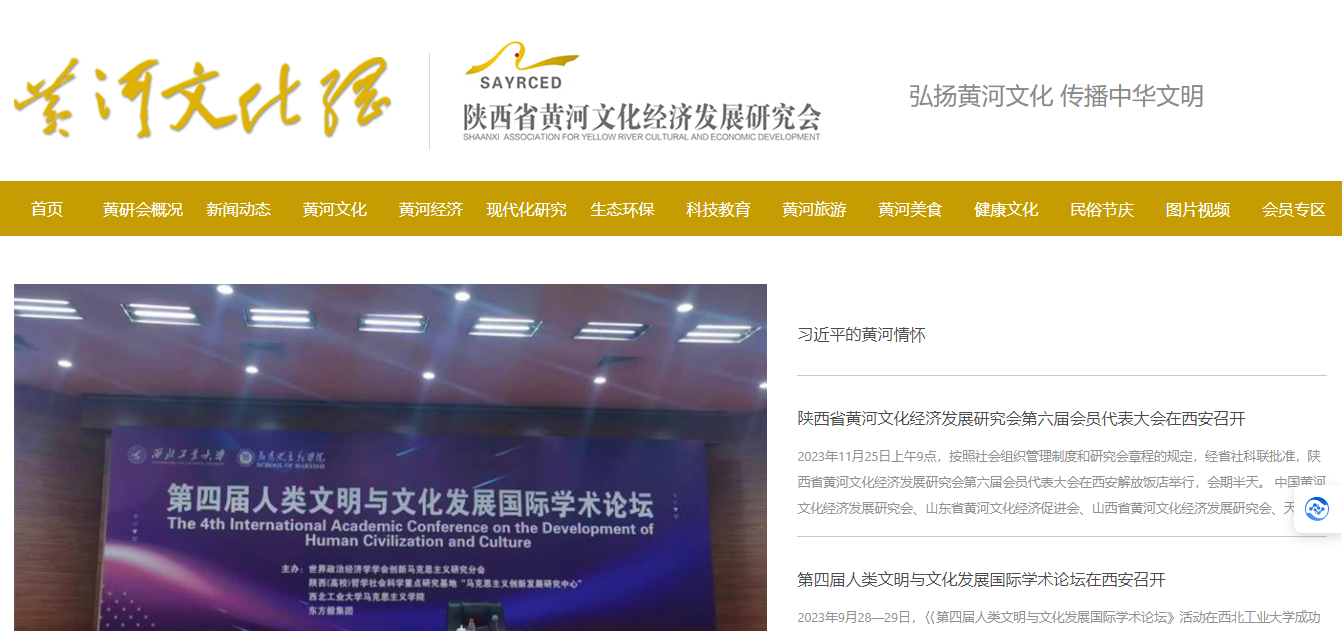 黄河文化网
SAYRCED
陕西省黄河文化经济发展研究会
SHAANXI ASSOCIATION FOR YELLOW RIVER CULTURAL AND ECONOMIC DEVELOPMENT
弘扬黄河文化 传播中华文明
首页 黄研会概况 新闻动态 黄河文化 黄河经济 现代化研究 生态环保 科技教育 黄河旅游 黄河美食 健康文化 民俗节庆 图片视频 会员专区
西北工业大学 马克思主义学院
SCHOOL OF MARXISM
第四届人类文明与文化发展国际学术论坛
The 4th International Academic Conference on the Development of
Human Civilization and Culture
主办：世界政治经济学学会创新马克思主义研究分会
陕西(高校)哲学社会科学重点研究基地“马克思主义创新发展研究中心”
西北工业大学马克思主义学院
东方毅集团
习近平的黄河情怀
陕西省黄河文化经济发展研究会第六届会员代表大会在西安召开
2023年11月25日上午9点，按照社会组织管理制度和研究会章程的规定，经省社科联批准，陕
西省黄河文化经济发展研究会第六届会员代表大会在西安解放饭店举行，会期半天。 中国黄河
文化经济发展研究会、山东省黄河文化经济促进会、山西省黄河文化经济发展研究会、天
第四届人类文明与文化发展国际学术论坛在西安召开
2023年9月28—29日，《《第四届人类文明与文化发展国际学术论坛》活动在西北工业大学成功